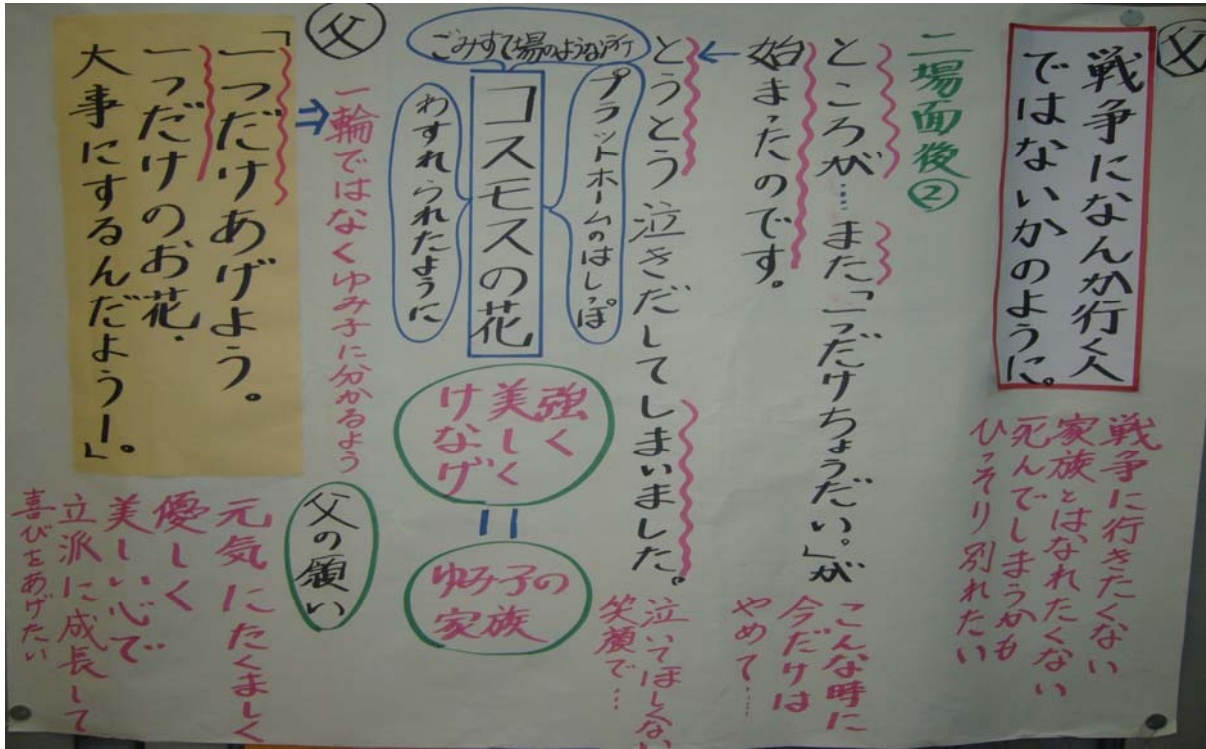 父
戦争になんか行く人
ではないかのように。
戦争に行きたくない
家族とはなれたくない
死んでしまうかも
ひっそり別れたい
二場面後②
ところが…また「一つだけちょうだい。」が
始まったのです。
こんな時に
今だけは
やめて……
←
とうとう泣きだしてしまいました。
泣いてほしくない
笑顔で…
プラットホームのはしっぽ
ごみすて場のような所
コスモスの花
わすれられたように
強く
美しく
けなげ
=
ゆみ子の
家族
父
⇒
一輪ではなくゆみ子に分かるよう
「一つだけあげよう。
一つだけのお花、
大事にするんだよう―。」
父の願い
元気にたくましく
優しく
美しい心で
立派に成長して
喜びをあげたい